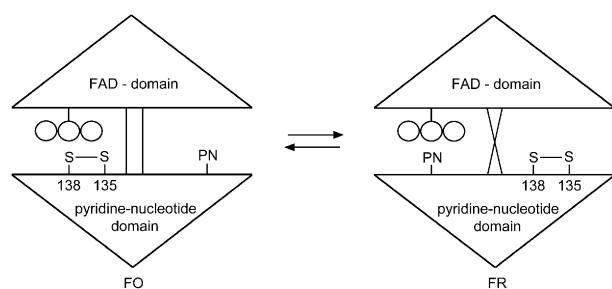 FAD - domain
S S PN
138 135
pyridine-nucleotide
domain
FO
FAD - domain
PN S S
138 135
pyridine-nucleotide
domain
FR